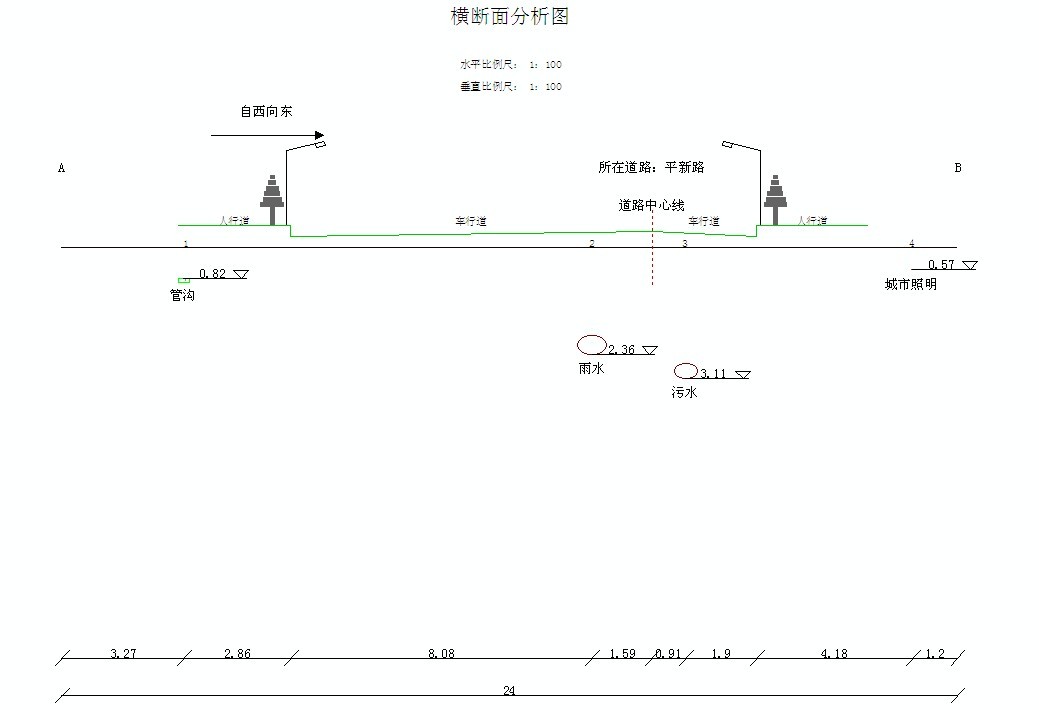 横断面分析图
水平比例尺： 1: 100
垂直比例尺： 1: 100
自西向东
A
所在道路：平新路
B
道路中心线
人行道
车行道
车行道
人行道
1
2
3
4
0.82
0.57
管沟
城市照明
2.36
雨水
3.11
污水
3.27
2.86
8.08
1.59
0.91
1.9
4.18
1.2
24